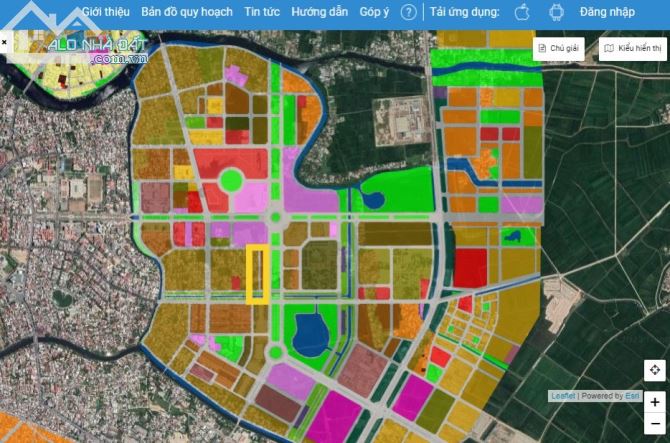 Giới thiệu Bản đồ quy hoạch Tin tức Hướng dẫn Góp ý ? Tải ứng dụng: Đăng nhập
ALO NHÀ ĐẤT
.com.vn
× Chú giải Kiểu hiển thị
+
−
Leaflet | Powered by Esri